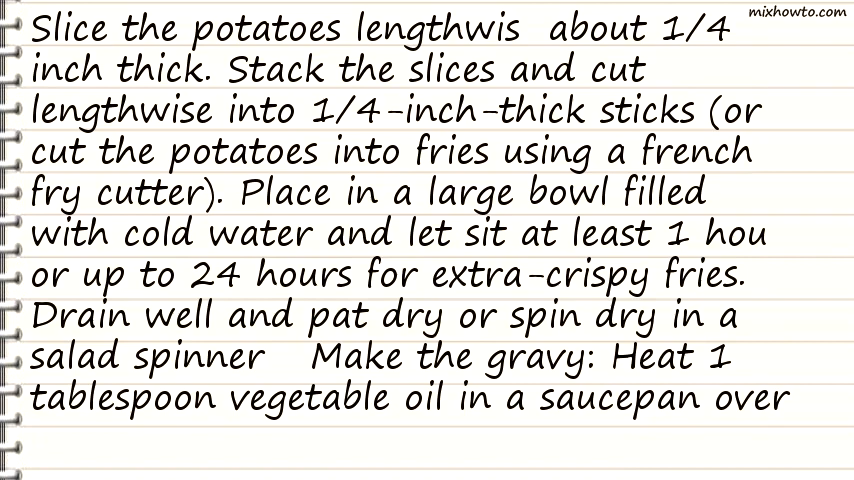 mixhowto.com
Slice the potatoes lengthwis about 1/4
inch thick. Stack the slices and cut
lengthwise into 1/4-inch-thick sticks (or
cut the potatoes into fries using a french
fry cutter). Place in a large bowl filled
with cold water and let sit at least 1 hou
or up to 24 hours for extra-crispy fries.
Drain well and pat dry or spin dry in a
salad spinner Make the gravy: Heat 1
tablespoon vegetable oil in a saucepan over